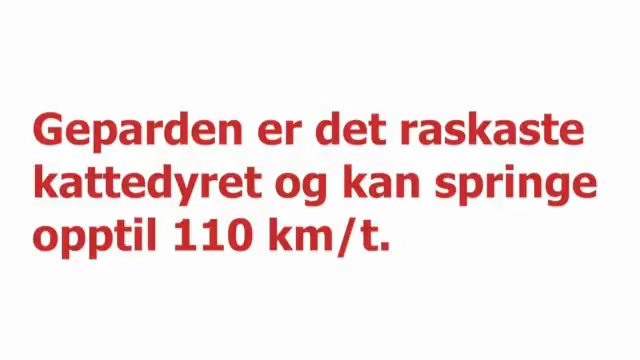 Geparden er det raskaste
kattedyret og kan springe
opptil 110 km/t.